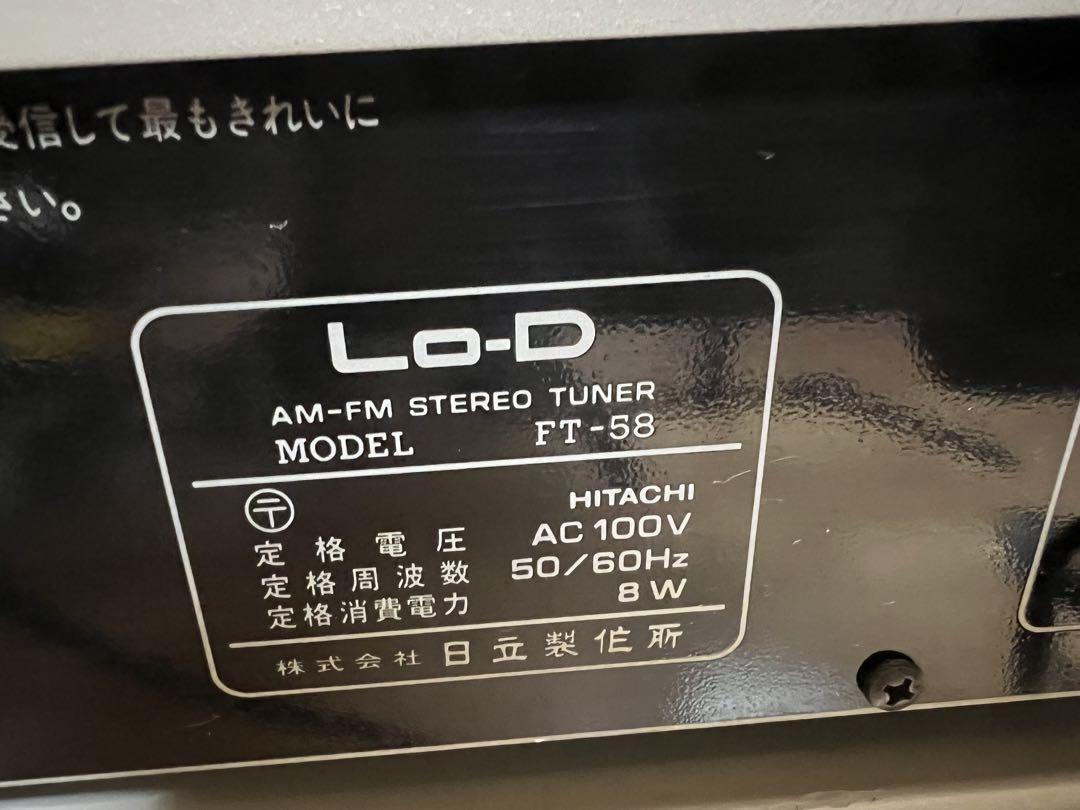 受信して最もきれいに
さい。
Lo-D
AM-FM STEREO TUNER
MODEL FT-58
〒 HITACHI
定格電圧 AC 100V
定格周波数 50/60Hz
定格消費電力 8 W
株式会社 日立製作所